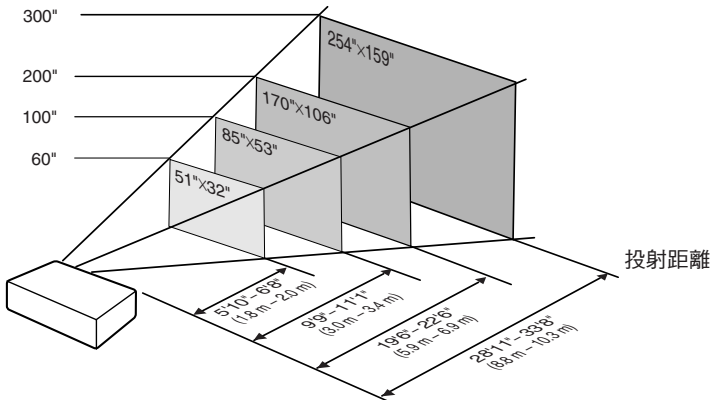 300"
254"×159"
200"
170"×106"
100"
85"×53"
60"
51"×32"
投射距離
5'10"–6'8"
(1.8 m – 2.0 m)
9'9"–11'1"
(3.0 m – 3.4 m)
19'6"–22'6"
(5.9 m – 6.9 m)
28'11"–33'8"
(8.8 m – 10.3 m)